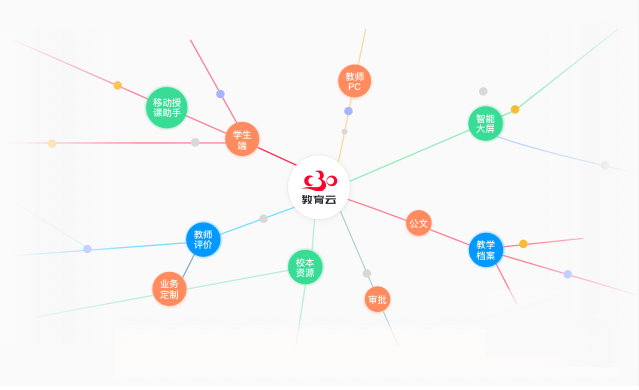 教师
PC
移动授
课助手
智能
大屏
学生
端
教育云
公文
教师
评价
教学
档案
校本
资源
业务
定制
审批